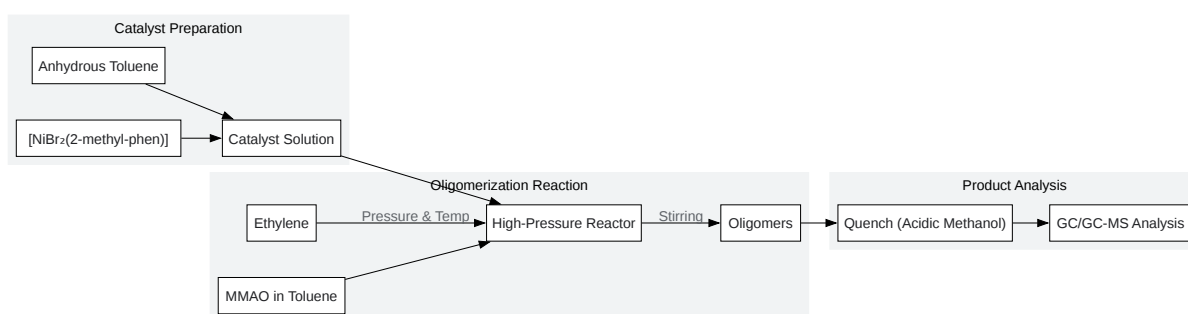 Catalyst Preparation
Anhydrous Toluene
[NiBr₂(2-methyl-phen)]
Catalyst Solution
Oligomerization Reaction
Ethylene
Pressure & Temp
High-Pressure Reactor
Stirring
Oligomers
MMAO in Toluene
Product Analysis
Quench (Acidic Methanol)
GC/GC-MS Analysis